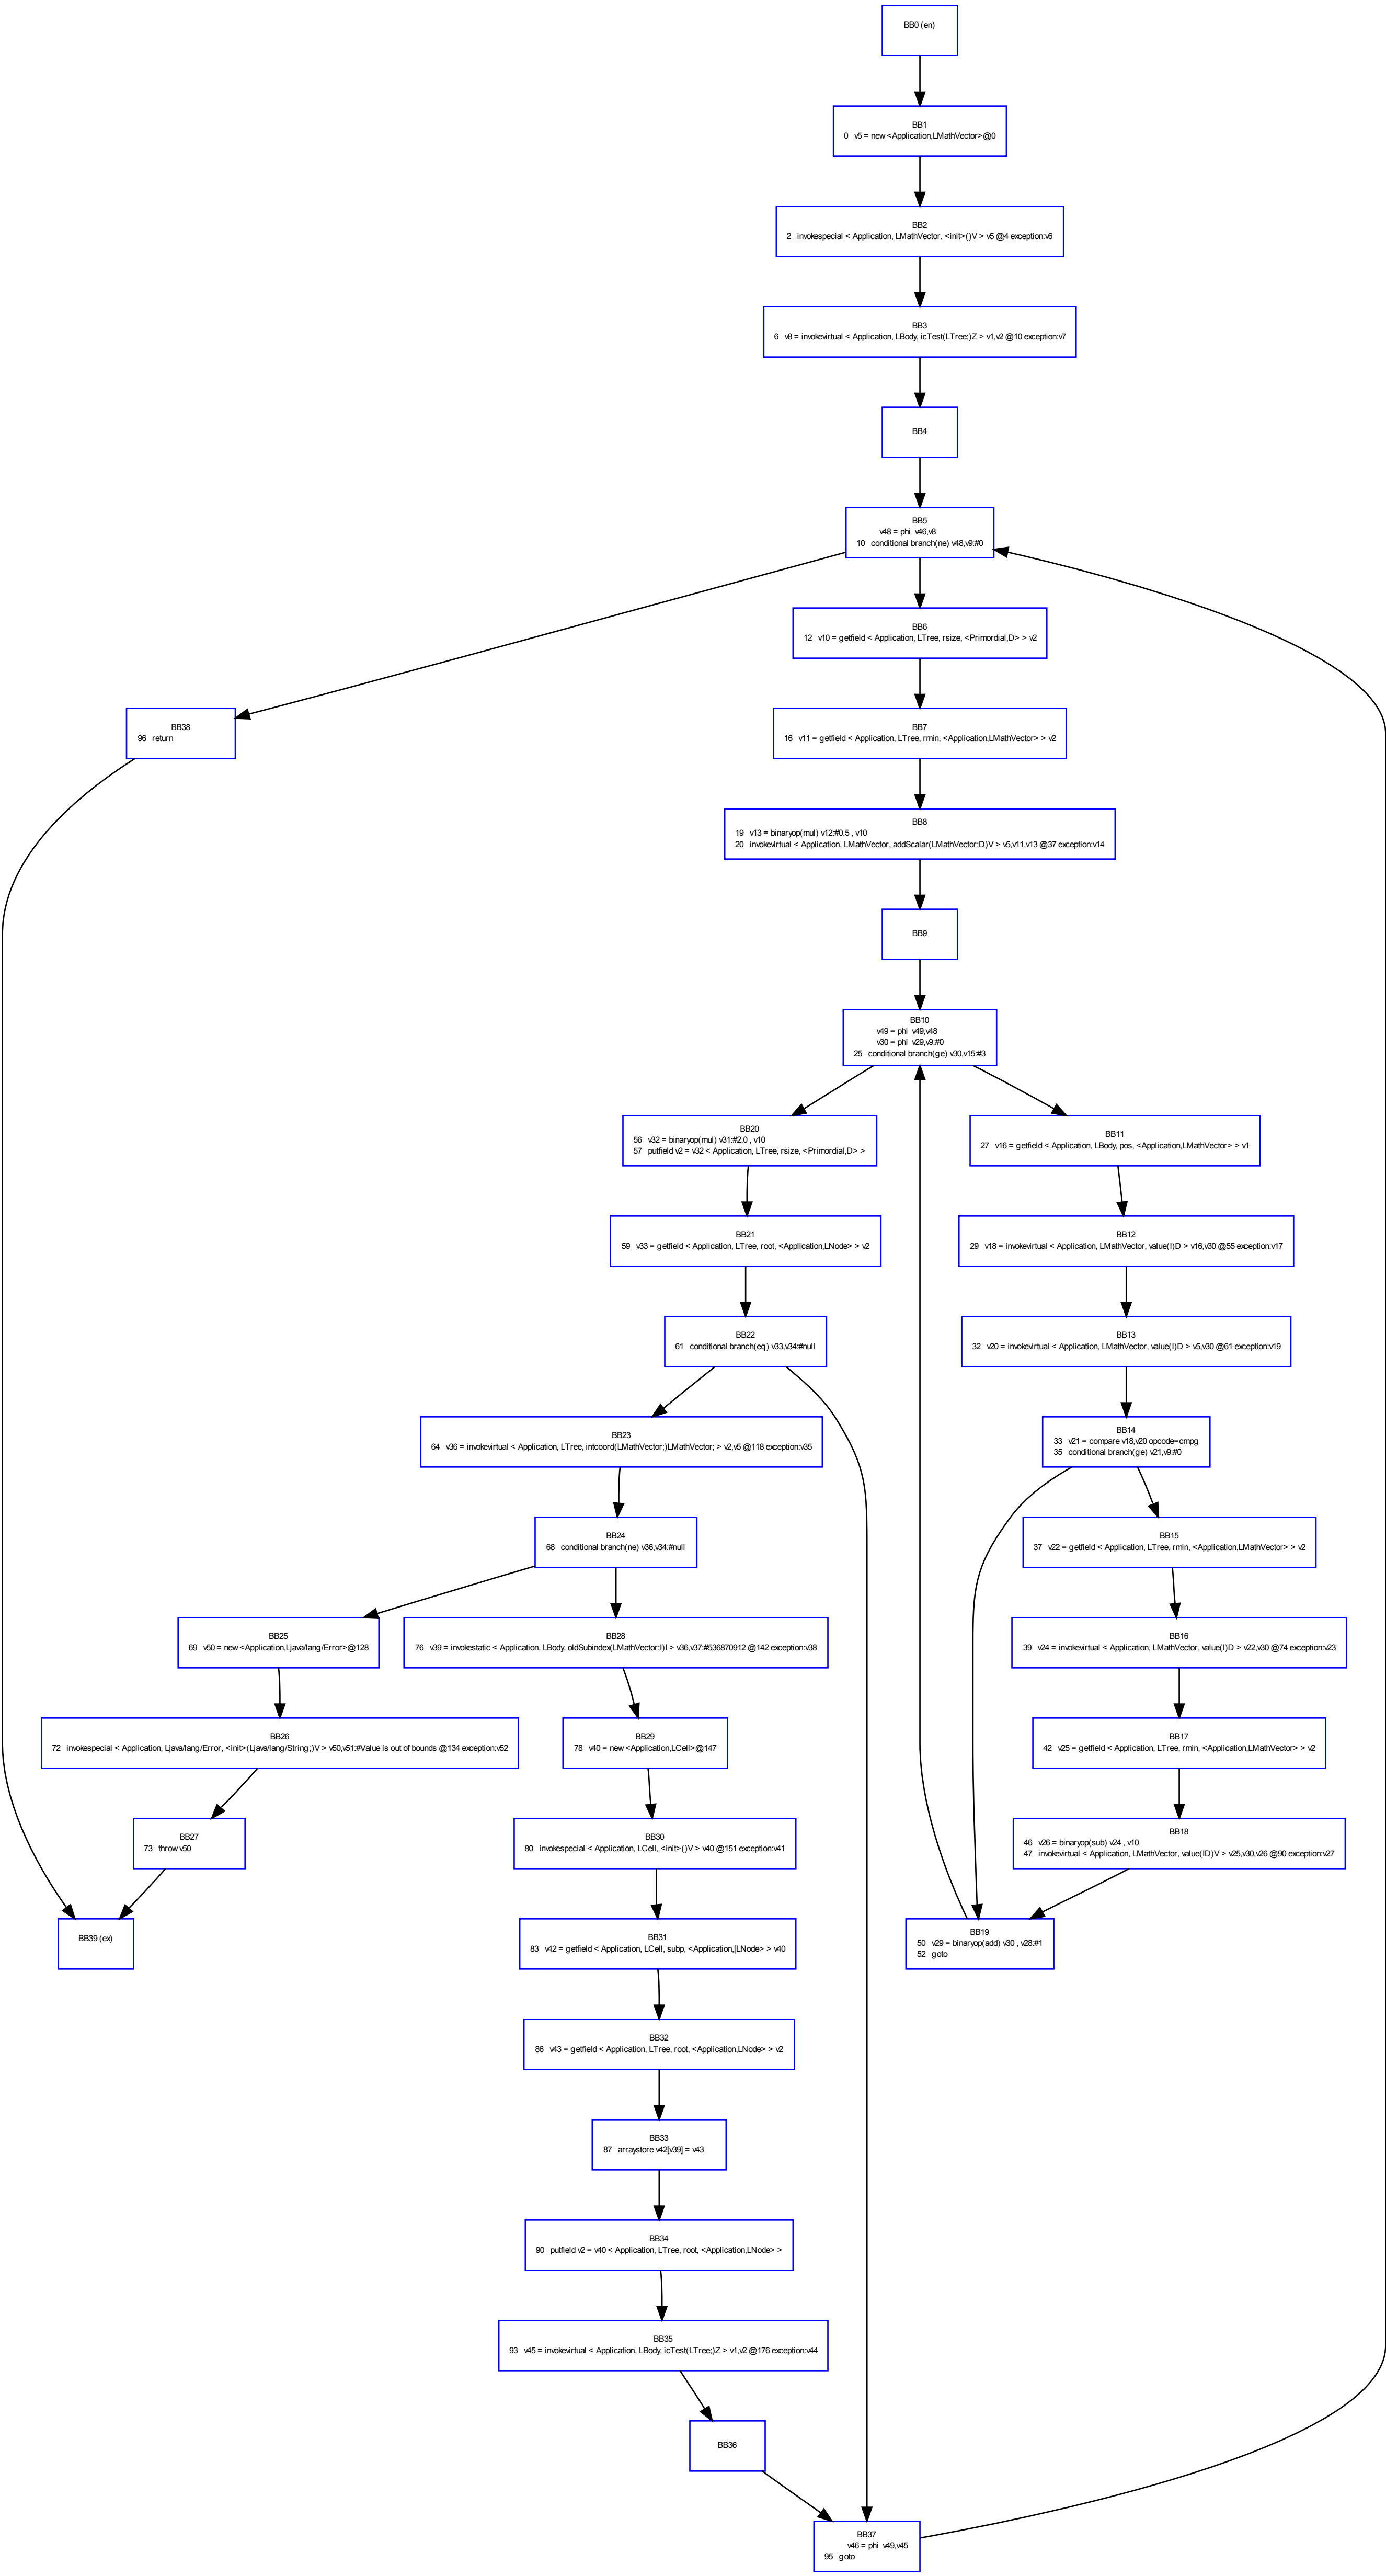 BB0 (en)
BB1
0 v5 = new <Application,LMathVector>@0
BB2
2 invokespecial < Application, LMathVector, <init>()V > v5 @4 exception:v6
BB3
6 v8 = invokevirtual < Application, LBody, icTest(LTree;)Z > v1,v2 @10 exception:v7
BB4
BB5
v48 = phi v46,v8
10 conditional branch(ne) v48,v9:#0
BB6
12 v10 = getfield < Application, LTree, rsize, <Primordial,D> > v2
BB38
96 return
BB7
16 v11 = getfield < Application, LTree, rmin, <Application,LMathVector> > v2
BB8
19 v13 = binaryop(mul) v12:#0.5 , v10
20 invokevirtual < Application, LMathVector, addScalar(LMathVector;D)V > v5,v11,v13 @37 exception:v14
BB9
BB10
v49 = phi v49,v48
v30 = phi v29,v9:#0
25 conditional branch(ge) v30,v15:#3
BB20
56 v32 = binaryop(mul) v31:#2.0 , v10
57 putfield v2 = v32 < Application, LTree, rsize, <Primordial,D> >
BB11
27 v16 = getfield < Application, LBody, pos, <Application,LMathVector> > v1
BB21
59 v33 = getfield < Application, LTree, root, <Application,LNode> > v2
BB12
29 v18 = invokevirtual < Application, LMathVector, value(I)D > v16,v30 @55 exception:v17
BB22
61 conditional branch(eq) v33,v34:#null
BB13
32 v20 = invokevirtual < Application, LMathVector, value(I)D > v5,v30 @61 exception:v19
BB23
64 v36 = invokevirtual < Application, LTree, intcoord(LMathVector;)LMathVector; > v2,v5 @118 exception:v35
BB14
33 v21 = compare v18,v20 opcode=cmpg
35 conditional branch(ge) v21,v9:#0
BB24
68 conditional branch(ne) v36,v34:#null
BB15
37 v22 = getfield < Application, LTree, rmin, <Application,LMathVector> > v2
BB25
69 v50 = new <Application,Ljava/lang/Error>@128
BB28
76 v39 = invokestatic < Application, LBody, oldSubindex(LMathVector;I)I > v36,v37:#536870912 @142 exception:v38
BB16
39 v24 = invokevirtual < Application, LMathVector, value(I)D > v22,v30 @74 exception:v23
BB26
72 invokespecial < Application, Ljava/lang/Error, <init>(Ljava/lang/String;)V > v50,v51:#Value is out of bounds @134 exception:v52
BB29
78 v40 = new <Application,LCell>@147
BB17
42 v25 = getfield < Application, LTree, rmin, <Application,LMathVector> > v2
BB27
73 throw v50
BB30
80 invokespecial < Application, LCell, <init>()V > v40 @151 exception:v41
BB18
46 v26 = binaryop(sub) v24 , v10
47 invokevirtual < Application, LMathVector, value(ID)V > v25,v30,v26 @90 exception:v27
BB39 (ex)
BB31
83 v42 = getfield < Application, LCell, subp, <Application,[LNode> > v40
BB19
50 v29 = binaryop(add) v30 , v28:#1
52 goto
BB32
86 v43 = getfield < Application, LTree, root, <Application,LNode> > v2
BB33
87 arraystore v42[v39] = v43
BB34
90 putfield v2 = v40 < Application, LTree, root, <Application,LNode> >
BB35
93 v45 = invokevirtual < Application, LBody, icTest(LTree;)Z > v1,v2 @176 exception:v44
BB36
BB37
v46 = phi v49,v45
95 goto